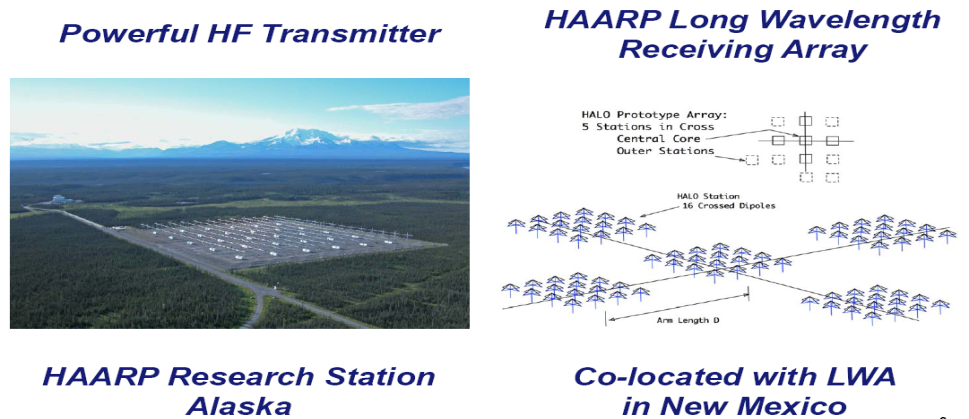 Powerful HF Transmitter
HAARP Long Wavelength
Receiving Array
HALO Prototype Array:
5 Stations in Cross
Central Core
Outer Stations
HALO Station
16 Crossed Dipoles
Arm Length D
HAARP Research Station
Alaska
Co-located with LWA
in New Mexico